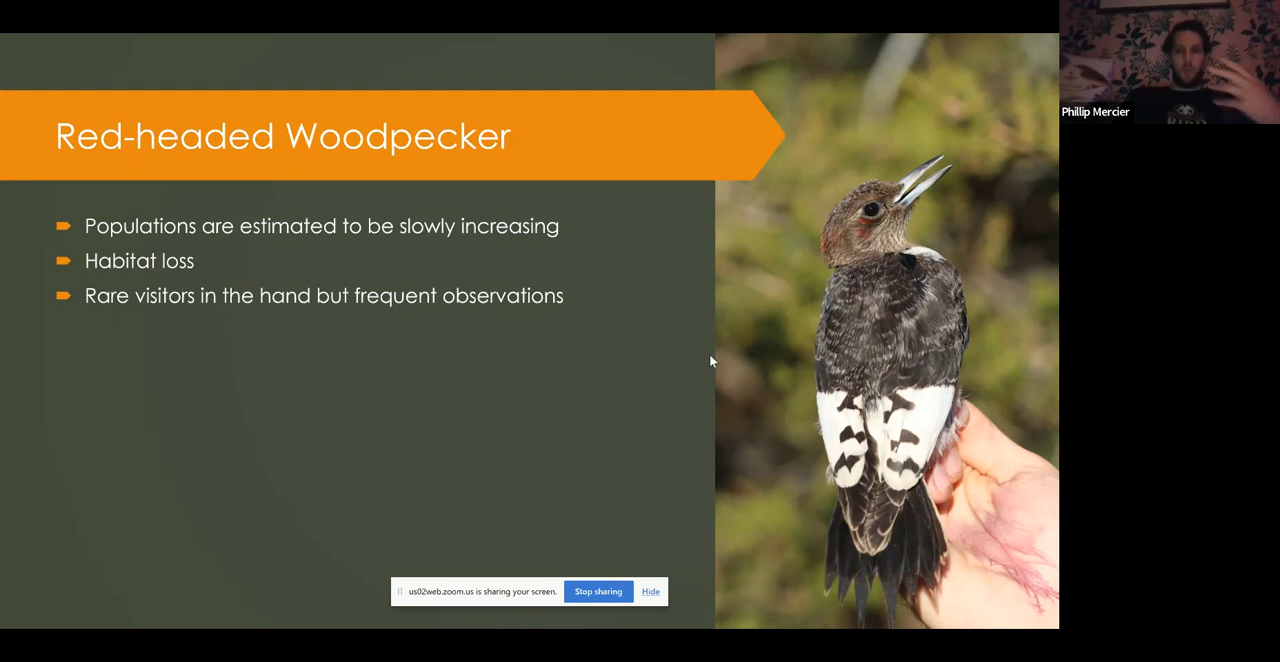 Red-headed Woodpecker
Populations are estimated to be slowly increasing
Habitat loss
Rare visitors in the hand but frequent observations
us02web.zoom.us is sharing your screen.
Stop sharing
Hide
Phillip Mercier